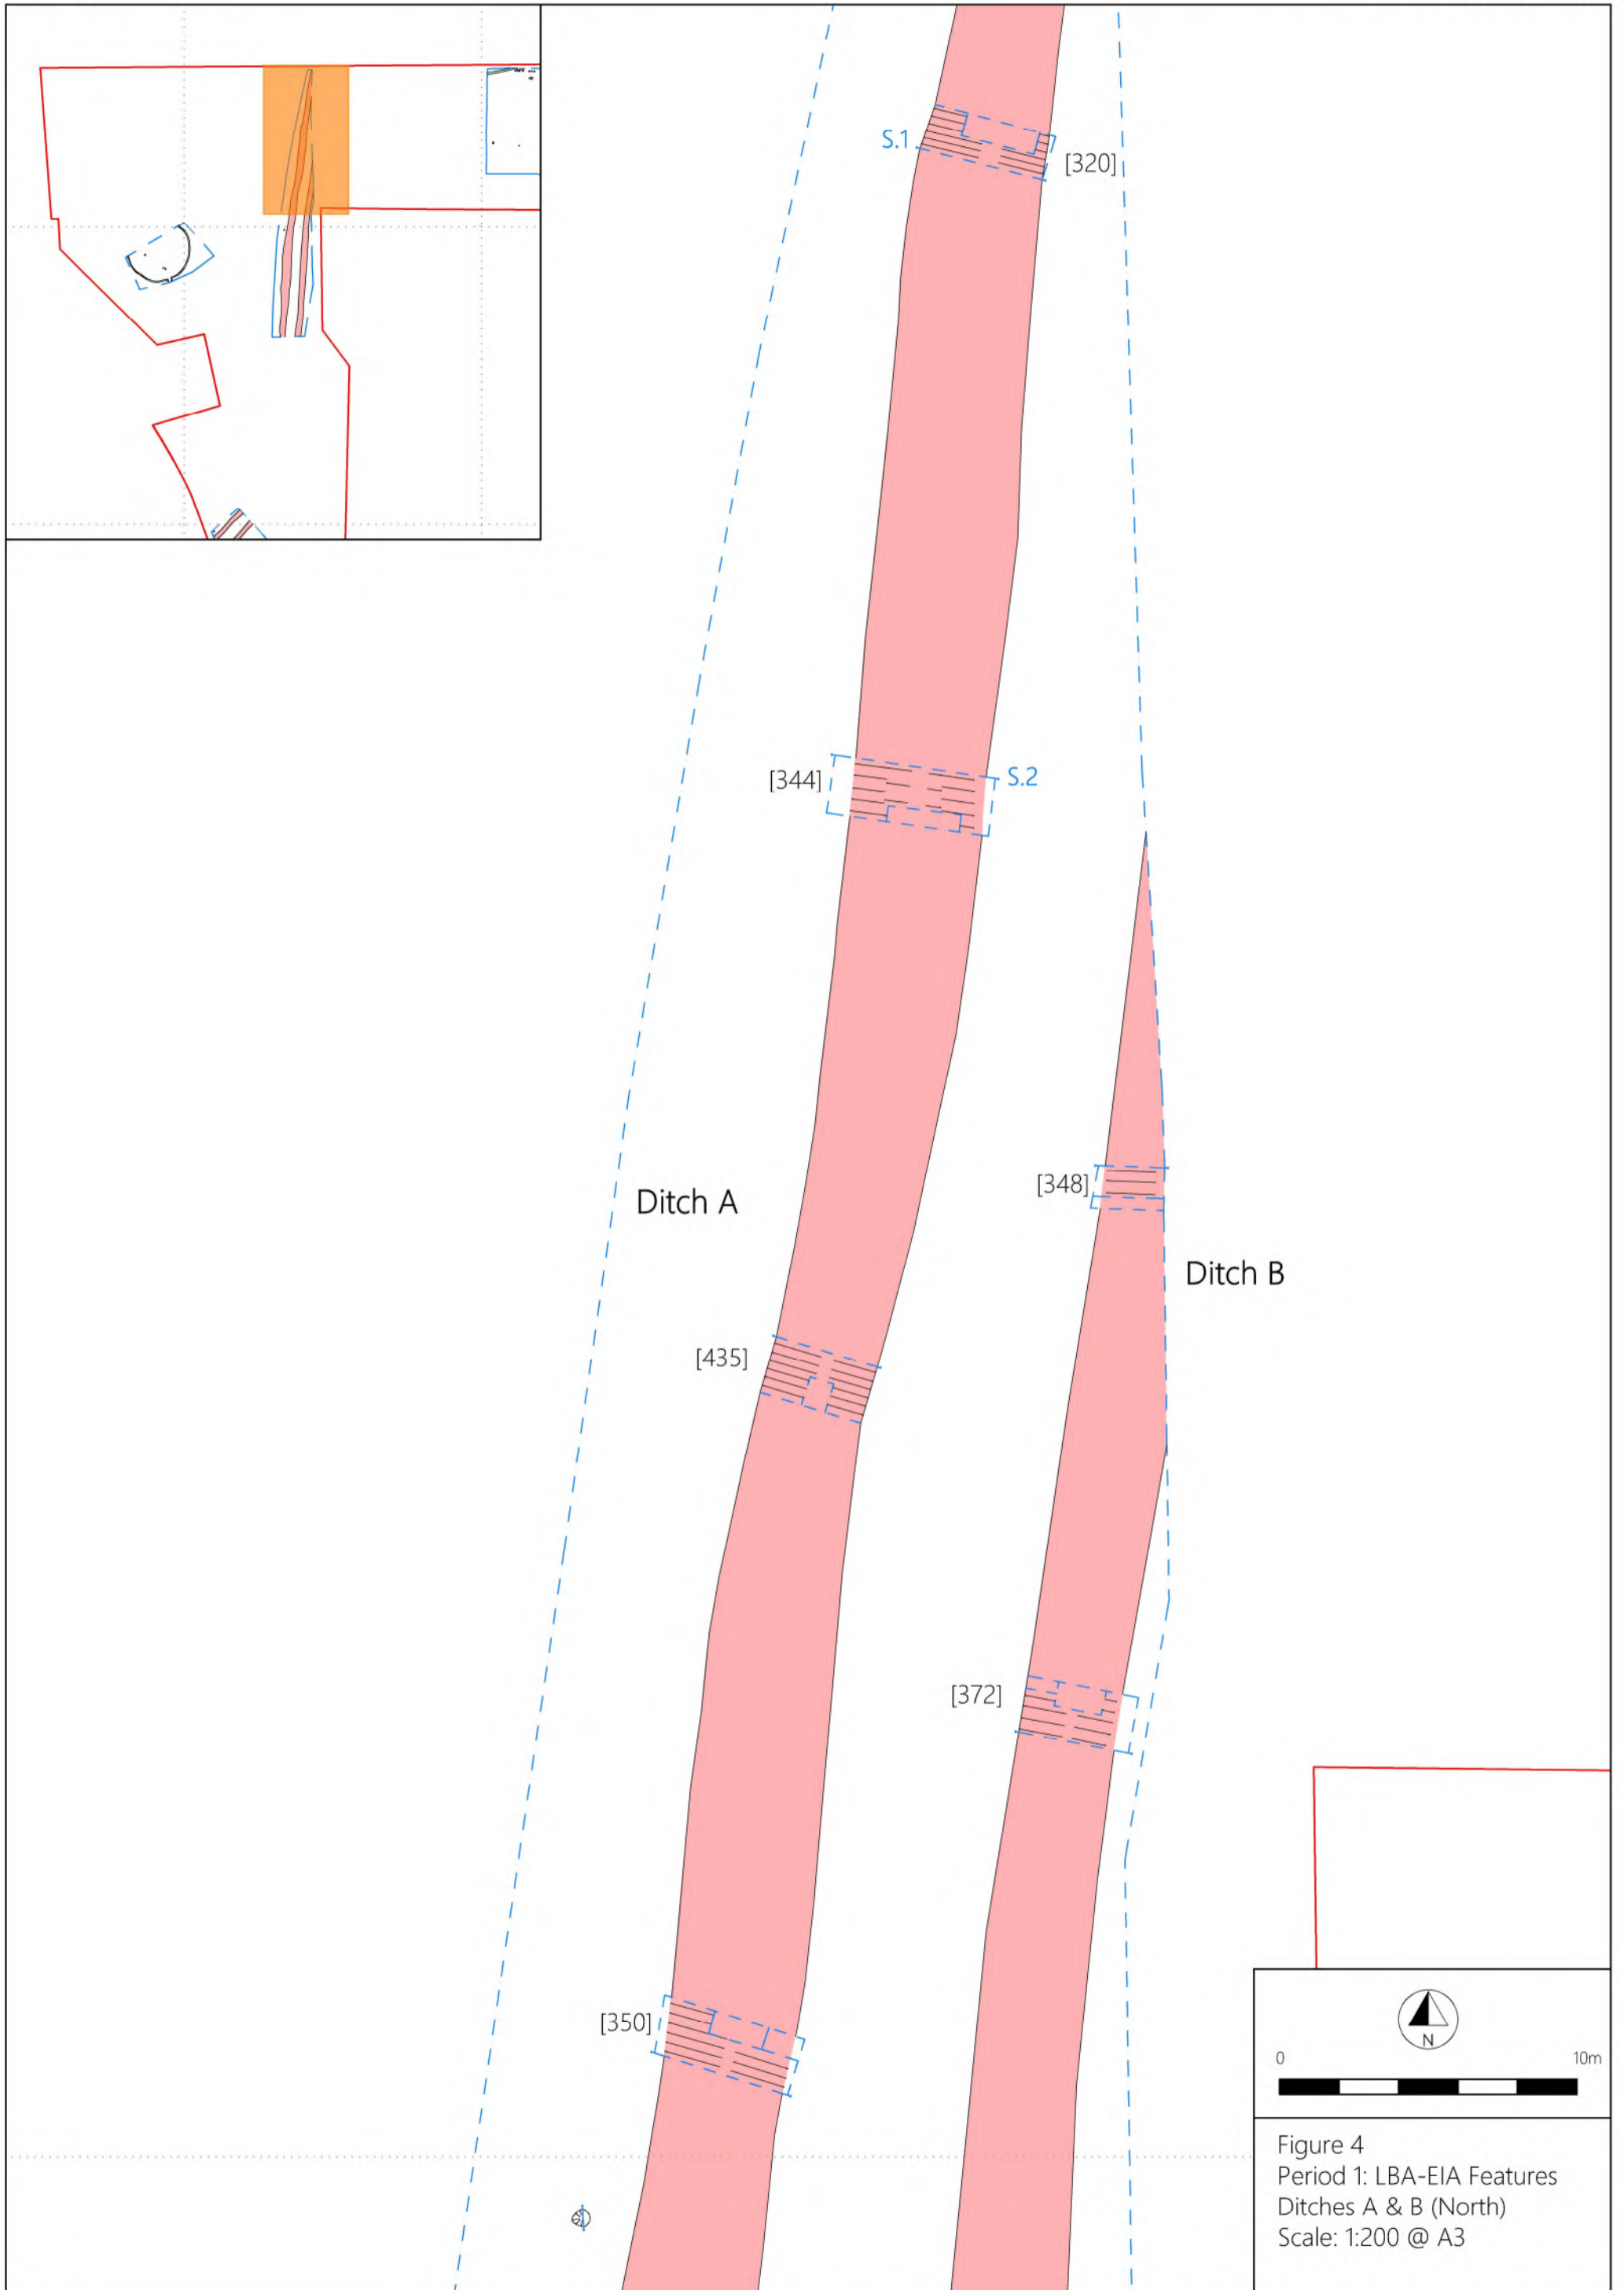 S.1
[320]
[344]
S.2
[348]
Ditch A
Ditch B
[435]
[372]
[350]
N
0 10m
Figure 4
Period 1: LBA-EIA Features
Ditches A & B (North)
Scale: 1:200 @ A3